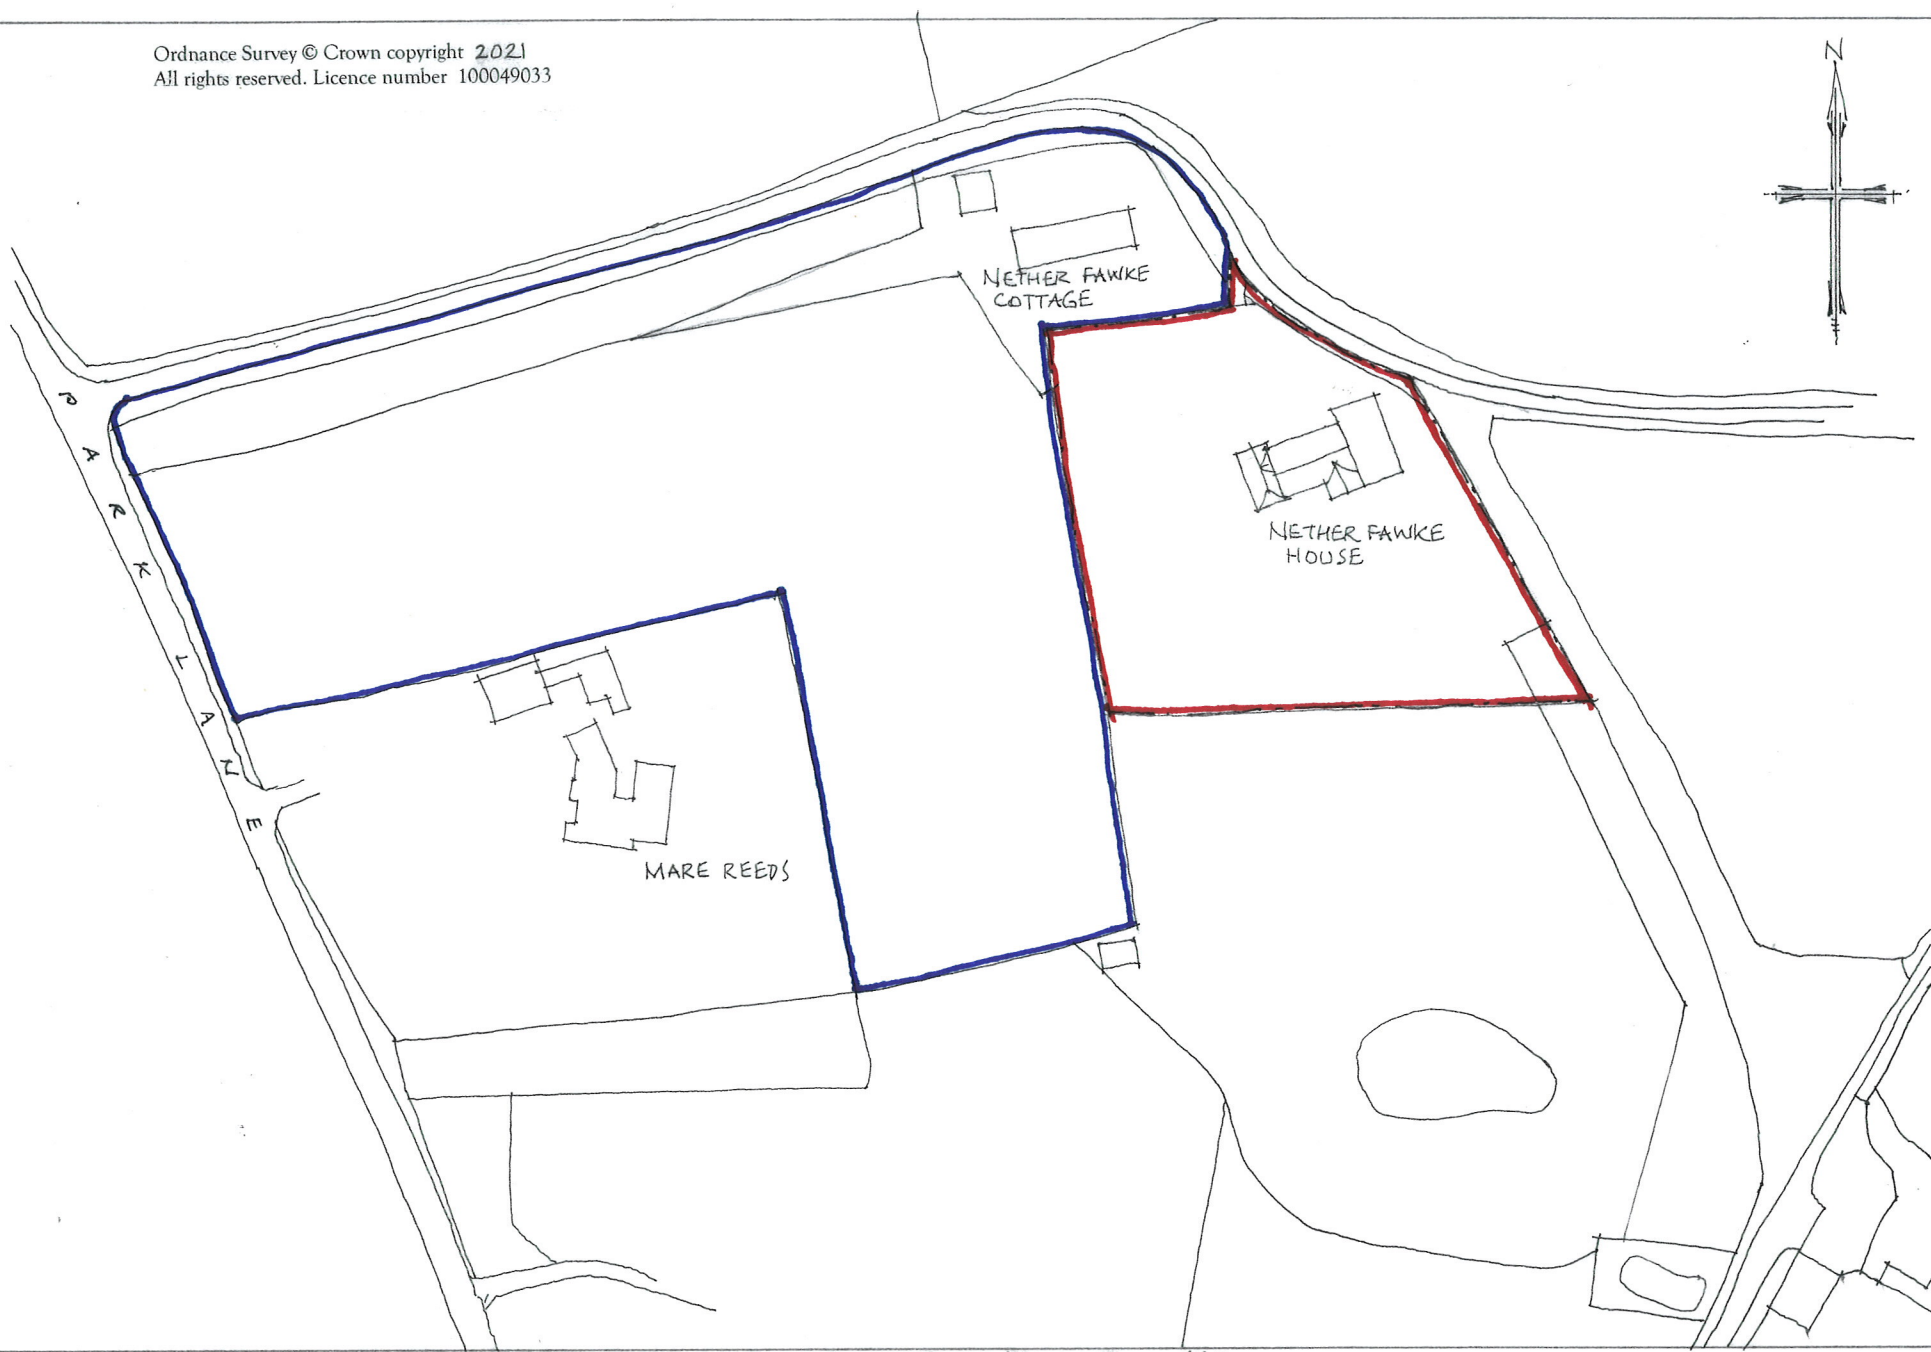 Ordnance Survey © Crown copyright 2021
All rights reserved. Licence number 100049033
N
NETHER FAWKE
COTTAGE
PARK LANE
NETHER FAWKE
HOUSE
MARE REEDS